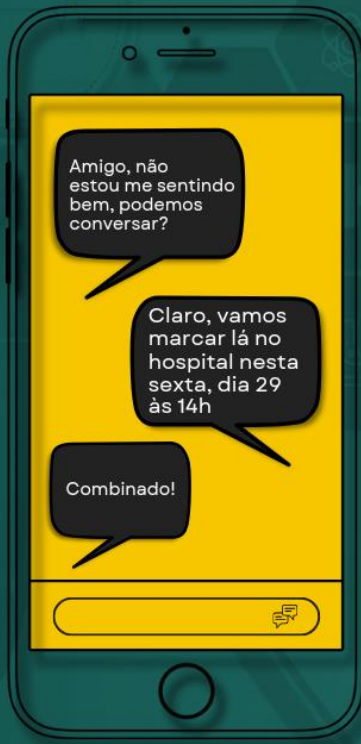 Amigo, não
estou me sentindo
bem, podemos
conversar?
Claro, vamos
marcar lá no
hospital nesta
sexta, dia 29
às 14h
Combinado!